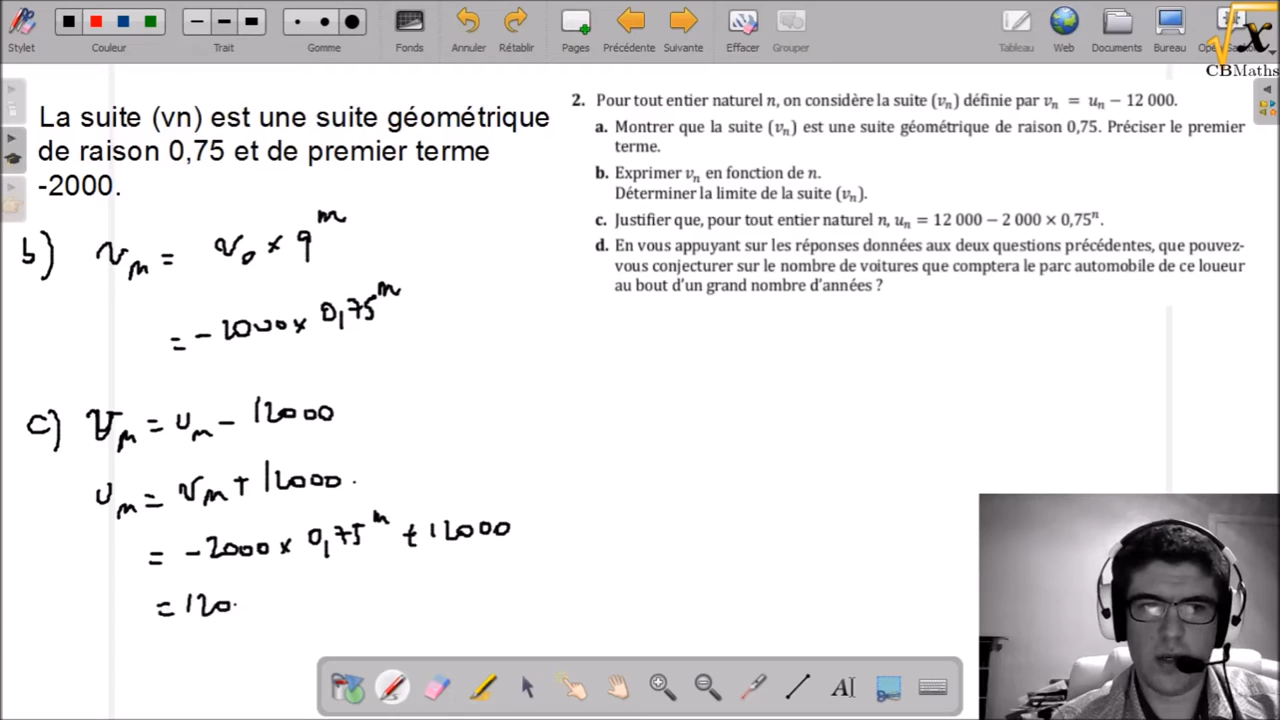 Stylet Couleur Trait Gomme Fonds Annuler Rétablir Pages Précédente Suivante Effacer Grouper Tableau Web Documents Bureau
CBMaths
La suite (vn) est une suite géométrique
de raison 0,75 et de premier terme
-2000.
b) vn = v0 × q^n
= -2000 × 0,75^n
c) Vn = un - 12000
un = vn + 12000.
= -2000 × 0,75^n + 12000
= 120
2. Pour tout entier naturel n, on considère la suite (vn) définie par vn = un − 12 000.
a. Montrer que la suite (vn) est une suite géométrique de raison 0,75. Préciser le premier
terme.
b. Exprimer vn en fonction de n.
Déterminer la limite de la suite (vn).
c. Justifier que, pour tout entier naturel n, un = 12 000 − 2 000 × 0,75^n.
d. En vous appuyant sur les réponses données aux deux questions précédentes, que pouvez-
vous conjecturer sur le nombre de voitures que comptera le parc automobile de ce loueur
au bout d'un grand nombre d'années ?